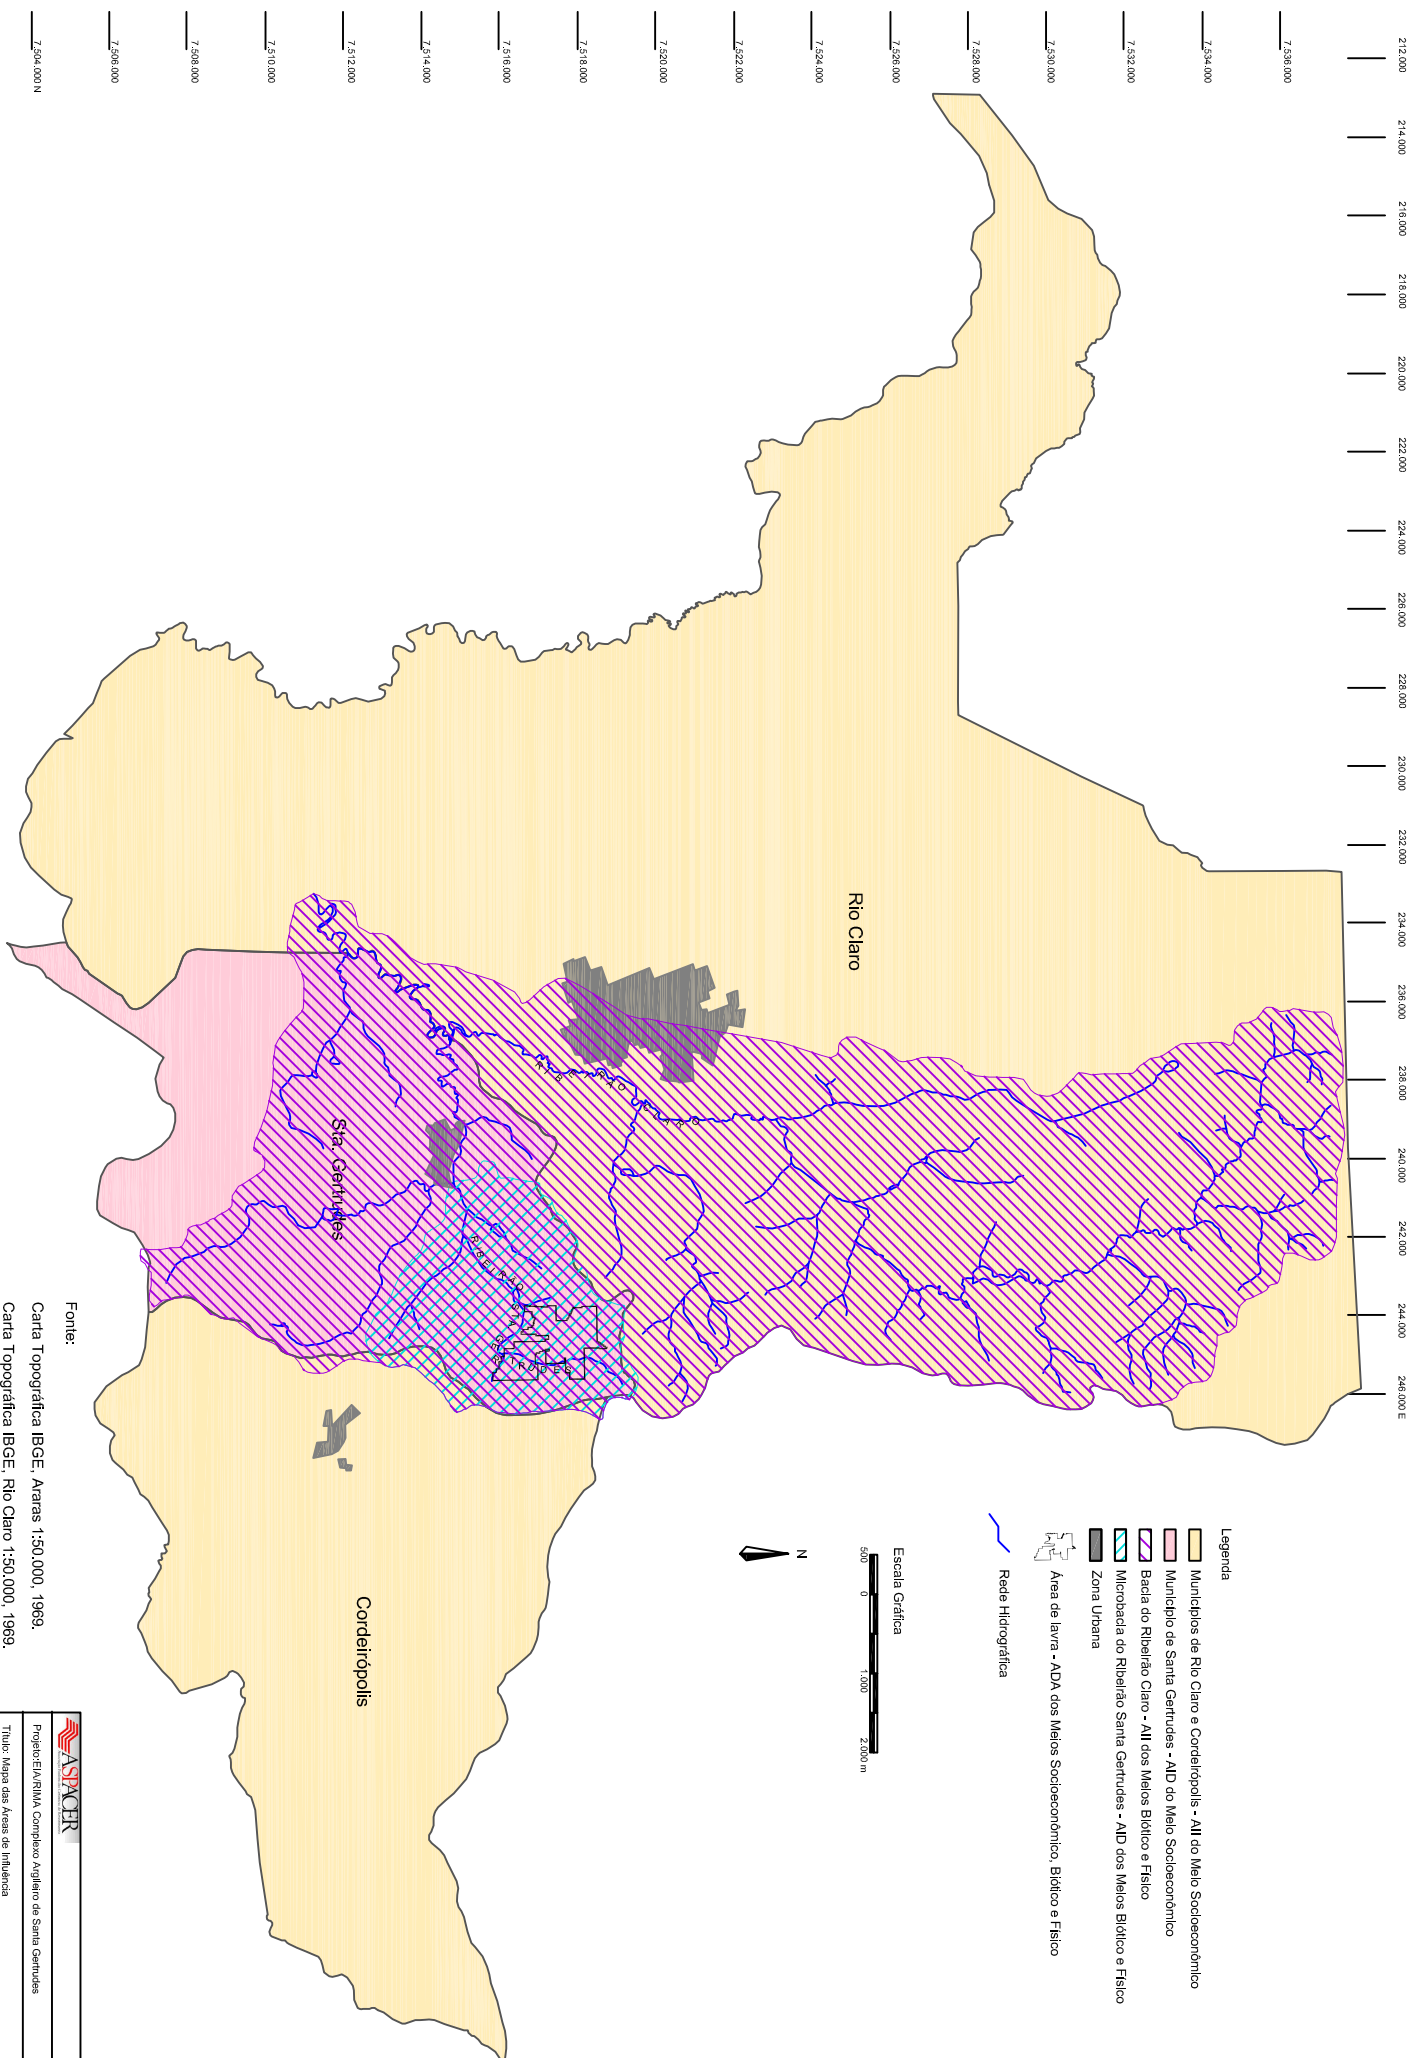 212.000
214.000
216.000
218.000
220.000
222.000
224.000
226.000
228.000
230.000
232.000
234.000
236.000
238.000
240.000
242.000
244.000
246.000 E
7.536.000
7.534.000
7.532.000
7.530.000
7.528.000
7.526.000
7.524.000
7.522.000
7.520.000
7.518.000
7.516.000
7.514.000
7.512.000
7.510.000
7.508.000
7.506.000
7.504.000 N
Rio Claro
RIBEIRÃO CLARO
Sta. Gertrudes
RIBEIRÃO STA GERTRUDES
Cordeirópolis
Legenda
Municípios de Rio Claro e Cordeirópolis - AII do Meio Socioeconômico
Município de Santa Gertrudes - AID do Meio Socioeconômico
Bacia do Ribeirão Claro - AII dos Meios Biótico e Físico
Microbacia do Ribeirão Santa Gertrudes - AID dos Meios Biótico e Físico
Zona Urbana
Área de lavra - ADA dos Meios Socioeconômico, Biótico e Físico
Rede Hidrográfica
Escala Gráfica
500 0 1.000 2.000 m
N
Fonte:
Carta Topográfica IBGE, Araras 1:50.000, 1969.
Carta Topográfica IBGE, Rio Claro 1:50.000, 1969.
ASPACER
Projeto:EIA/RIMA Complexo Argileiro de Santa Gertrudes
Título: Mapa das Áreas de Influência